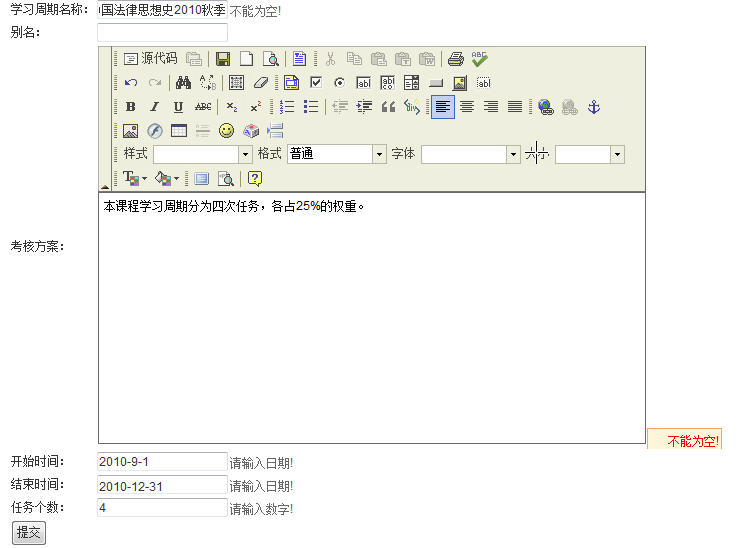 学习周期名称： 国法律思想史2010秋季 不能为空!
别名：
源代码
B I U ABC x₂ x²
样式 格式 普通 字体 大小
本课程学习周期分为四次任务，各占25%的权重。
考核方案：
不能为空!
开始时间： 2010-9-1 请输入日期!
结束时间： 2010-12-31 请输入日期!
任务个数： 4 请输入数字!
提交